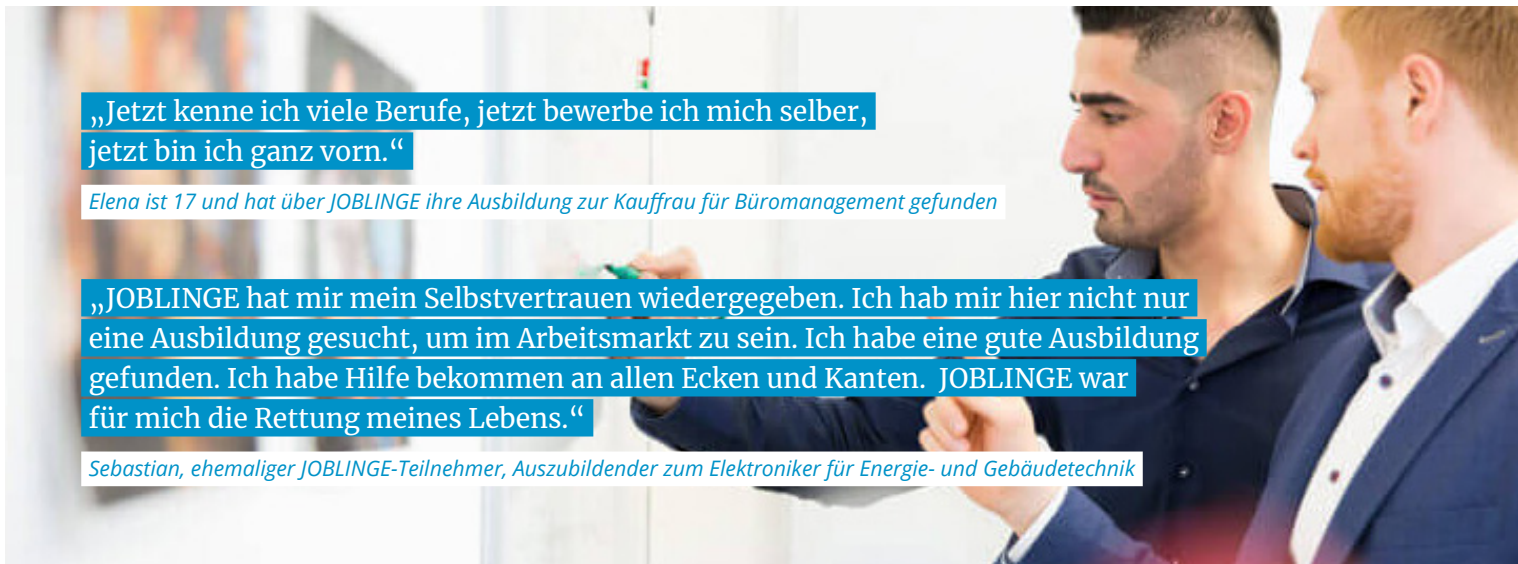 „Jetzt kenne ich viele Berufe, jetzt bewerbe ich mich selber,
jetzt bin ich ganz vorn.“
Elena ist 17 und hat über JOBLINGE ihre Ausbildung zur Kauffrau für Büromanagement gefunden
„JOBLINGE hat mir mein Selbstvertrauen wiedergegeben. Ich hab mir hier nicht nur
eine Ausbildung gesucht, um im Arbeitsmarkt zu sein. Ich habe eine gute Ausbildung
gefunden. Ich habe Hilfe bekommen an allen Ecken und Kanten. JOBLINGE war
für mich die Rettung meines Lebens.“
Sebastian, ehemaliger JOBLINGE-Teilnehmer, Auszubildender zum Elektroniker für Energie- und Gebäudetechnik